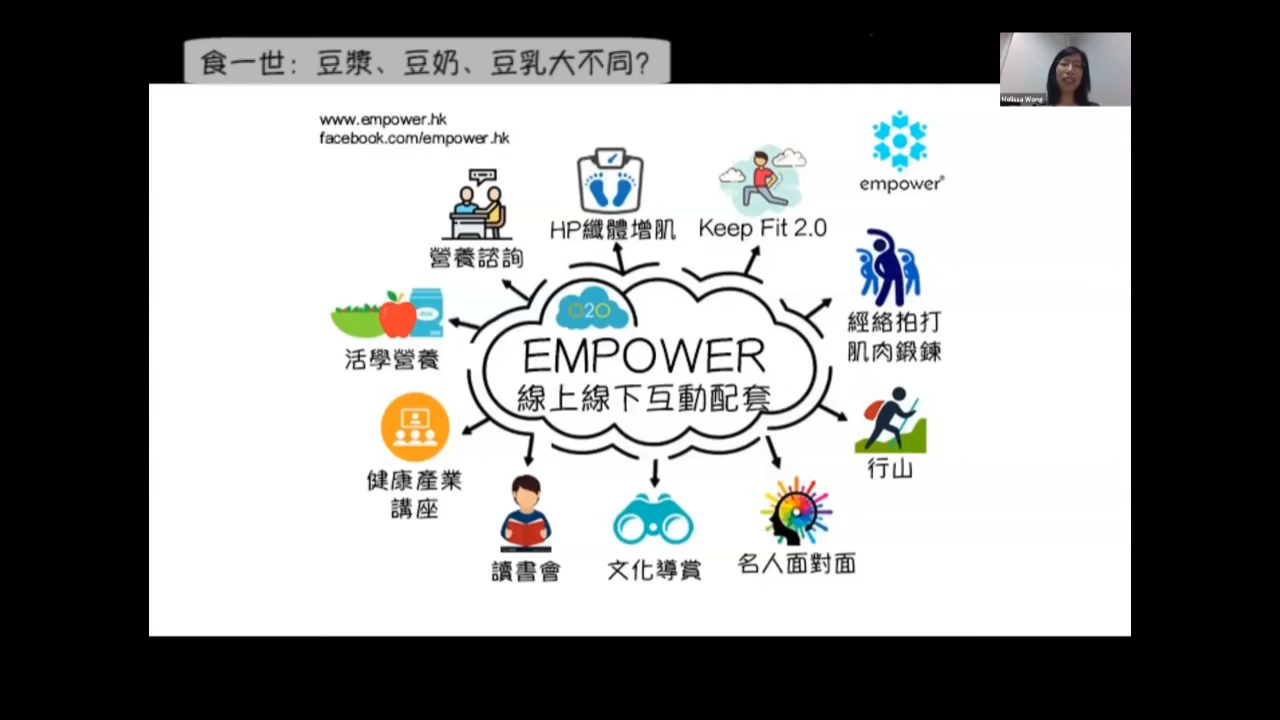 食一世：豆漿、豆奶、豆乳大不同？
Melissa Wong
www.empower.hk
facebook.com/empower.hk
empower®
HP纖體增肌
Keep Fit 2.0
營養諮詢
O2O
經絡拍打
肌肉鍛鍊
活學營養
EMPOWER
線上線下互動配套
行山
健康產業
講座
讀書會
文化導賞
名人面對面